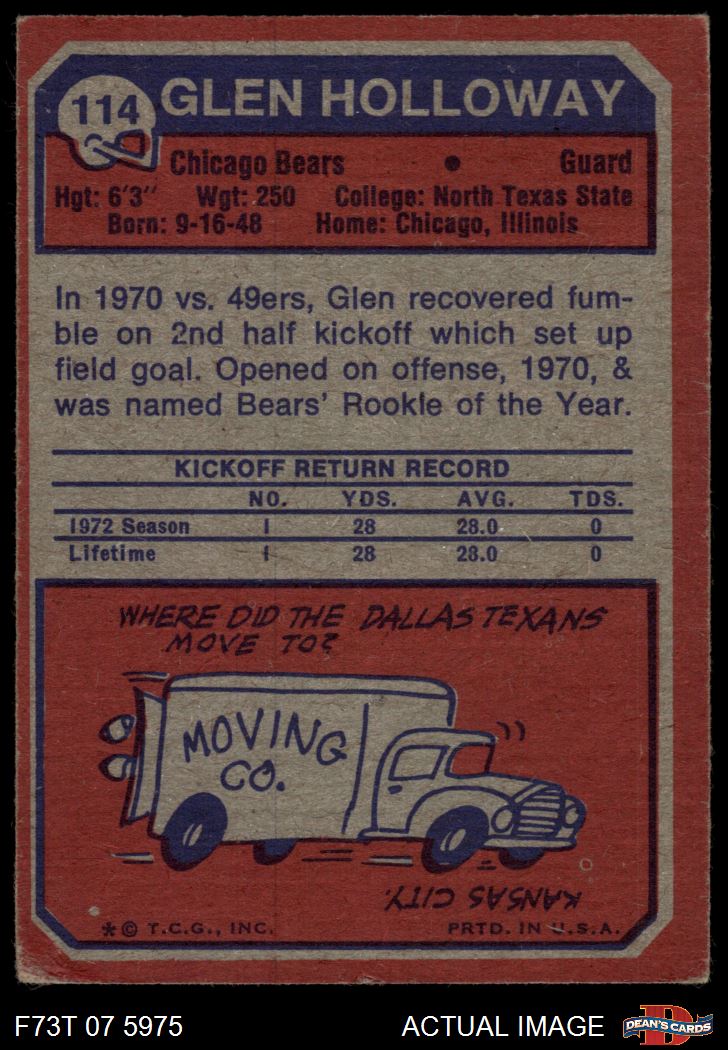 114 GLEN HOLLOWAY
Chicago Bears • Guard
Hgt: 6'3" Wgt: 250 College: North Texas State
Born: 9-16-48 Home: Chicago, Illinois
In 1970 vs. 49ers, Glen recovered fum-
ble on 2nd half kickoff which set up
field goal. Opened on offense, 1970, &
was named Bears' Rookie of the Year.
KICKOFF RETURN RECORD
NO. YDS. AVG. TDS.
1972 Season 1 28 28.0 0
Lifetime 1 28 28.0 0
WHERE DID THE DALLAS TEXANS
MOVE TO?
MOVING
CO.
KANSAS CITY.
* © T.C.G., INC. PRTD. IN U.S.A.
F73T 07 5975 ACTUAL IMAGE DEAN'S CARDS